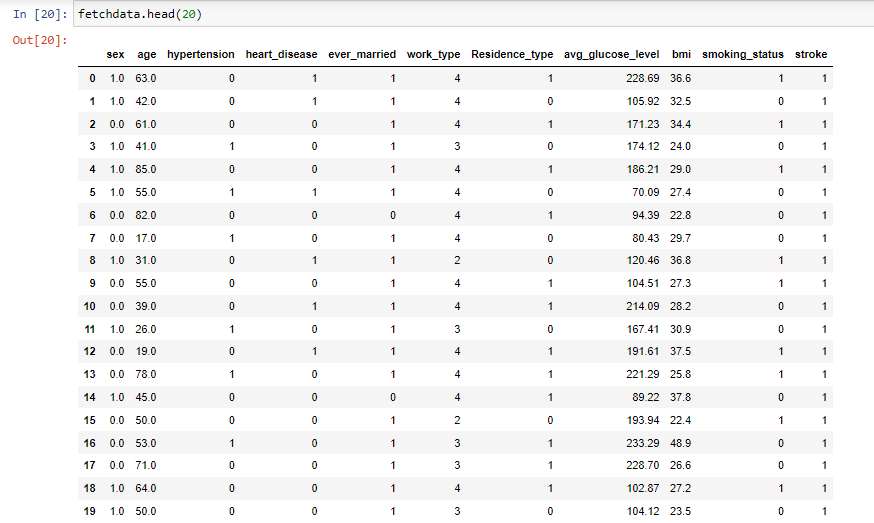 In [20]: fetchdata.head(20)
Out[20]:
sex age hypertension heart_disease ever_married work_type Residence_type avg_glucose_level bmi smoking_status stroke
0 1.0 63.0 0 1 1 4 1 228.69 36.6 1 1
1 1.0 42.0 0 1 1 4 0 105.92 32.5 0 1
2 0.0 61.0 0 0 1 4 1 171.23 34.4 1 1
3 1.0 41.0 1 0 1 3 0 174.12 24.0 0 1
4 1.0 85.0 0 0 1 4 1 186.21 29.0 1 1
5 1.0 55.0 1 1 1 4 0 70.09 27.4 0 1
6 0.0 82.0 0 0 0 4 1 94.39 22.8 0 1
7 0.0 17.0 1 0 1 4 0 80.43 29.7 0 1
8 1.0 31.0 0 1 1 2 0 120.46 36.8 1 1
9 0.0 55.0 0 0 1 4 1 104.51 27.3 1 1
10 0.0 39.0 0 1 1 4 1 214.09 28.2 0 1
11 1.0 26.0 1 0 1 3 0 167.41 30.9 0 1
12 0.0 19.0 0 1 1 4 1 191.61 37.5 1 1
13 0.0 78.0 1 0 1 4 1 221.29 25.8 1 1
14 1.0 45.0 0 0 0 4 1 89.22 37.8 0 1
15 0.0 50.0 0 0 1 2 0 193.94 22.4 1 1
16 0.0 53.0 1 0 1 3 1 233.29 48.9 0 1
17 0.0 71.0 0 0 1 3 1 228.70 26.6 0 1
18 1.0 64.0 0 0 1 4 1 102.87 27.2 1 1
19 1.0 50.0 0 0 1 3 0 104.12 23.5 0 1